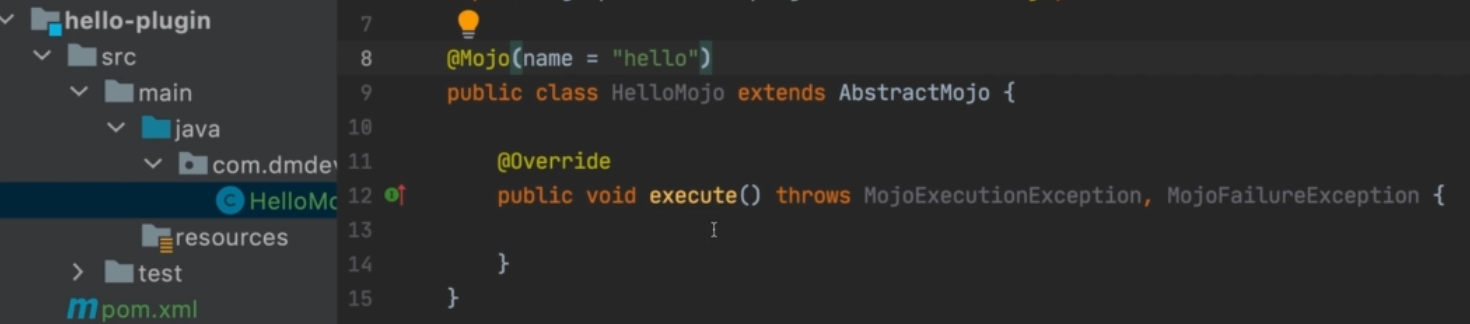 hello-plugin
src
main
java
com.dmdev
HelloMo
resources
test
pom.xml
7
8 @Mojo(name = "hello")
9 public class HelloMojo extends AbstractMojo {
10
11 @Override
12 public void execute() throws MojoExecutionException, MojoFailureException {
13
14 }
15 }